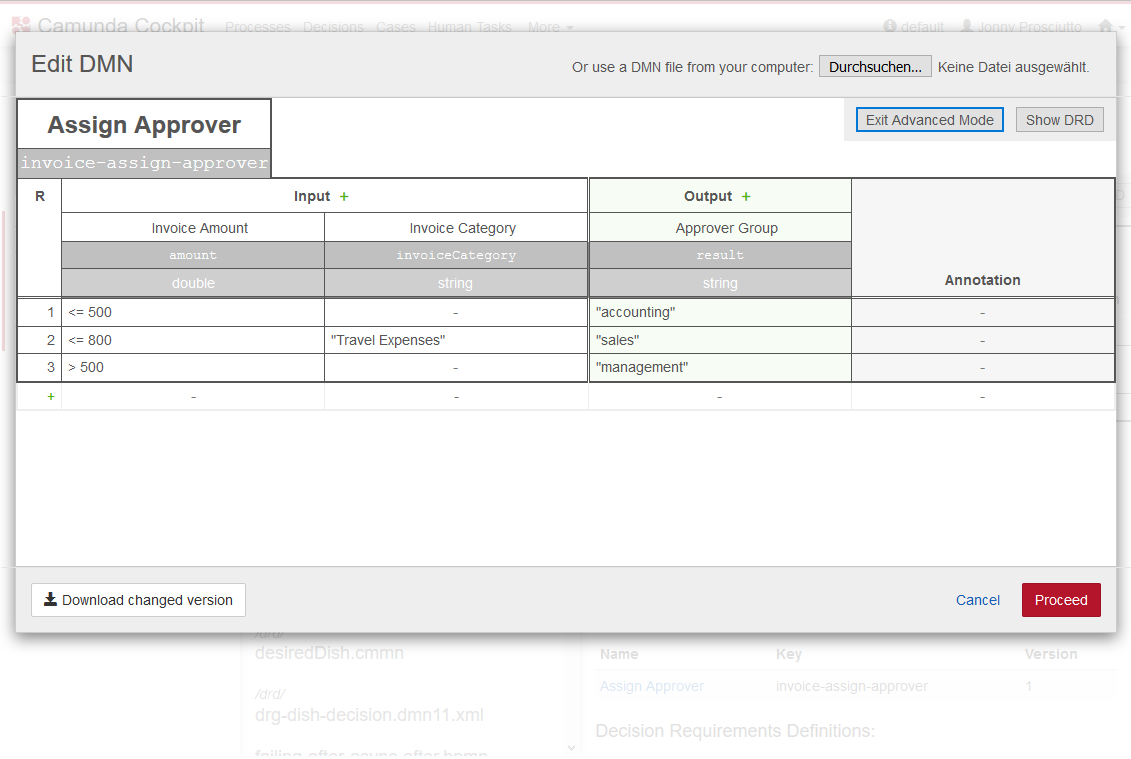 Camunda Cockpit Processes Decisions Cases Human Tasks More default Jonny Prosciutto
Edit DMN
Or use a DMN file from your computer: Durchsuchen... Keine Datei ausgewählt.
Assign Approver
Exit Advanced Mode Show DRD
invoice-assign-approver
R Input + Output +
Invoice Amount Invoice Category Approver Group
amount invoiceCategory result
double string string
Annotation
1 <= 500 - "accounting" -
2 <= 800 "Travel Expenses" "sales" -
3 > 500 - "management" -
+ - - - -
Download changed version Cancel Proceed
/drd/
desiredDish.cmmn
Name Key Version
Assign Approver invoice-assign-approver 1
/drd/
drg-dish-decision.dmn11.xml
Decision Requirements Definitions:
failing-after-async-after.bpmn